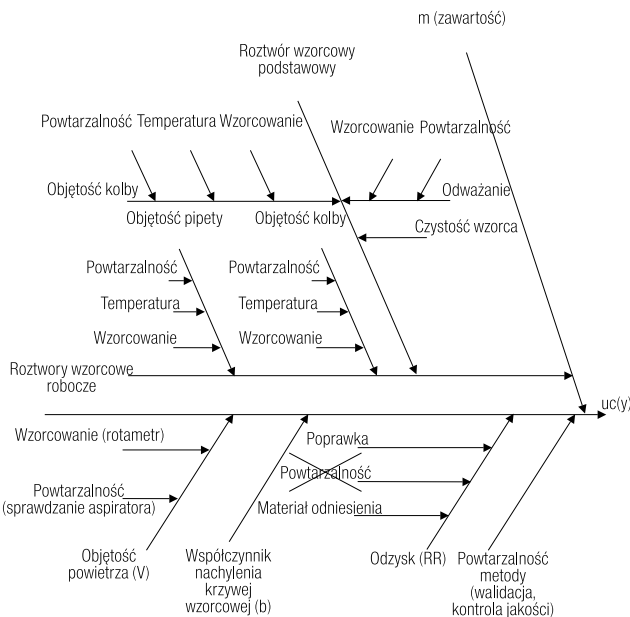 m (zawartość)
Roztwór wzorcowy
podstawowy
Powtarzalność Temperatura Wzorcowanie
Wzorcowanie Powtarzalność
Objętość kolby
Odważanie
Objętość pipety
Objętość kolby
Czystość wzorca
Powtarzalność
Powtarzalność
Temperatura
Temperatura
Wzorcowanie
Wzorcowanie
Roztwory wzorcowe
robocze
uc(y)
Wzorcowanie (rotametr)
Poprawka
Powtarzalność
Powtarzalność
(sprawdzanie aspiratora)
Materiał odniesienia
Objętość
powietrza (V)
Współczynnik
nachylenia
krzywej
wzorcowej (b)
Odzysk (RR)
Powtarzalność
metody
(walidacja,
kontrola jakości)